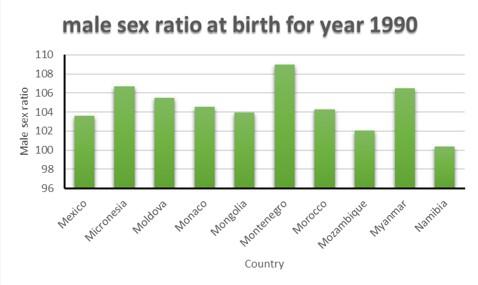 male sex ratio at birth for year 1990
Male sex ratio
110
108
106
104
102
100
98
96
Mexico
Micronesia
Moldova
Monaco
Mongolia
Montenegro
Morocco
Mozambique
Myanmar
Namibia
Country